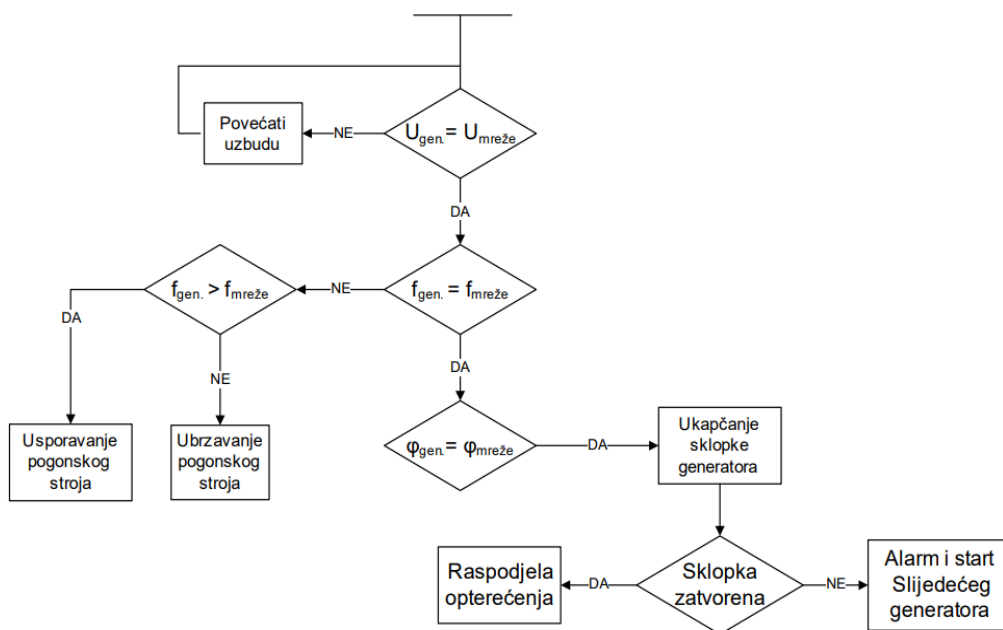 Povećati
uzbudu
NE
Ugen.= Umreže
DA
fgen. > fmreže
NE
fgen. = fmreže
DA
NE
DA
Usporavanje
pogonskog
stroja
Ubrzavanje
pogonskog
stroja
φgen.= φmreže
DA
Ukapčanje
sklopke
generatora
Raspodjela
opterećenja
DA
Sklopka
zatvorena
NE
Alarm i start
Slijedećeg
generatora